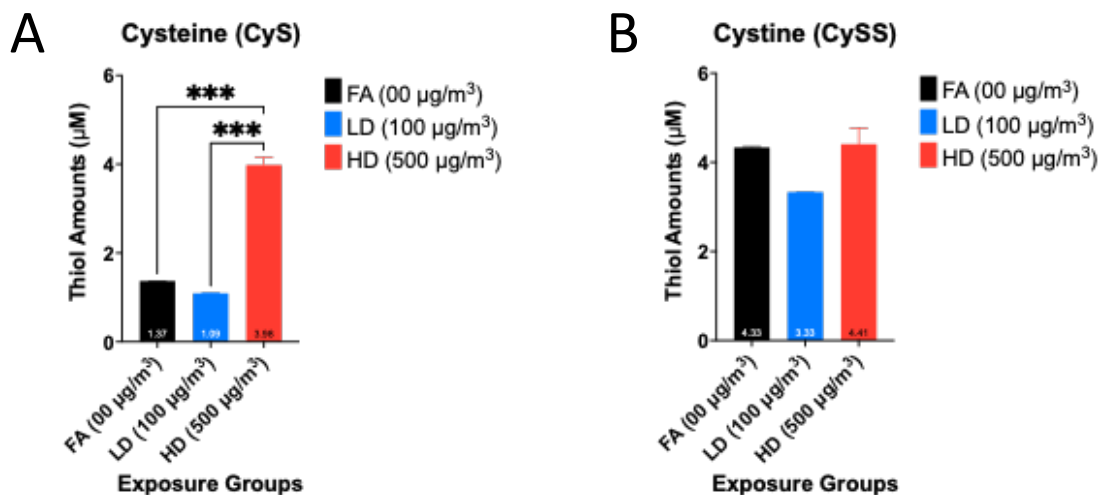 A
Cysteine (CyS)
Thiol Amounts (µM)
6
4
2
0
***
***
1.37
1.09
3.98
FA (00 µg/m³)
LD (100 µg/m³)
HD (500 µg/m³)
FA (00 µg/m³)
LD (100 µg/m³)
HD (500 µg/m³)
Exposure Groups
B
Cystine (CySS)
Thiol Amounts (µM)
6
4
2
0
4.33
3.33
4.41
FA (00 µg/m³)
LD (100 µg/m³)
HD (500 µg/m³)
FA (00 µg/m³)
LD (100 µg/m³)
HD (500 µg/m³)
Exposure Groups